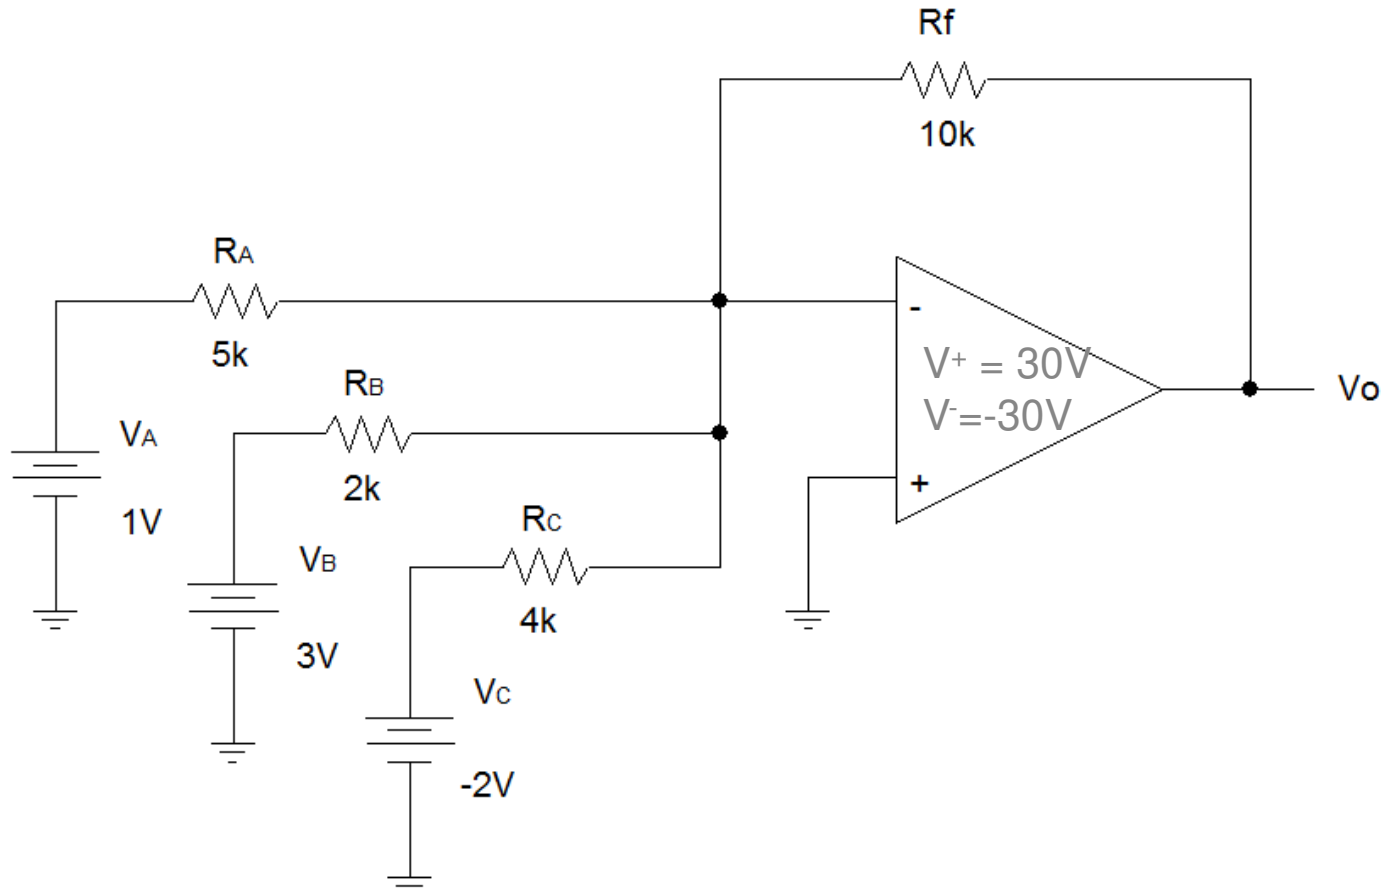 Rf
10k
RA
5k
RB
2k
VA
1V
RC
4k
VB
3V
VC
-2V
-
V+ = 30V
V-=-30V
+
Vo